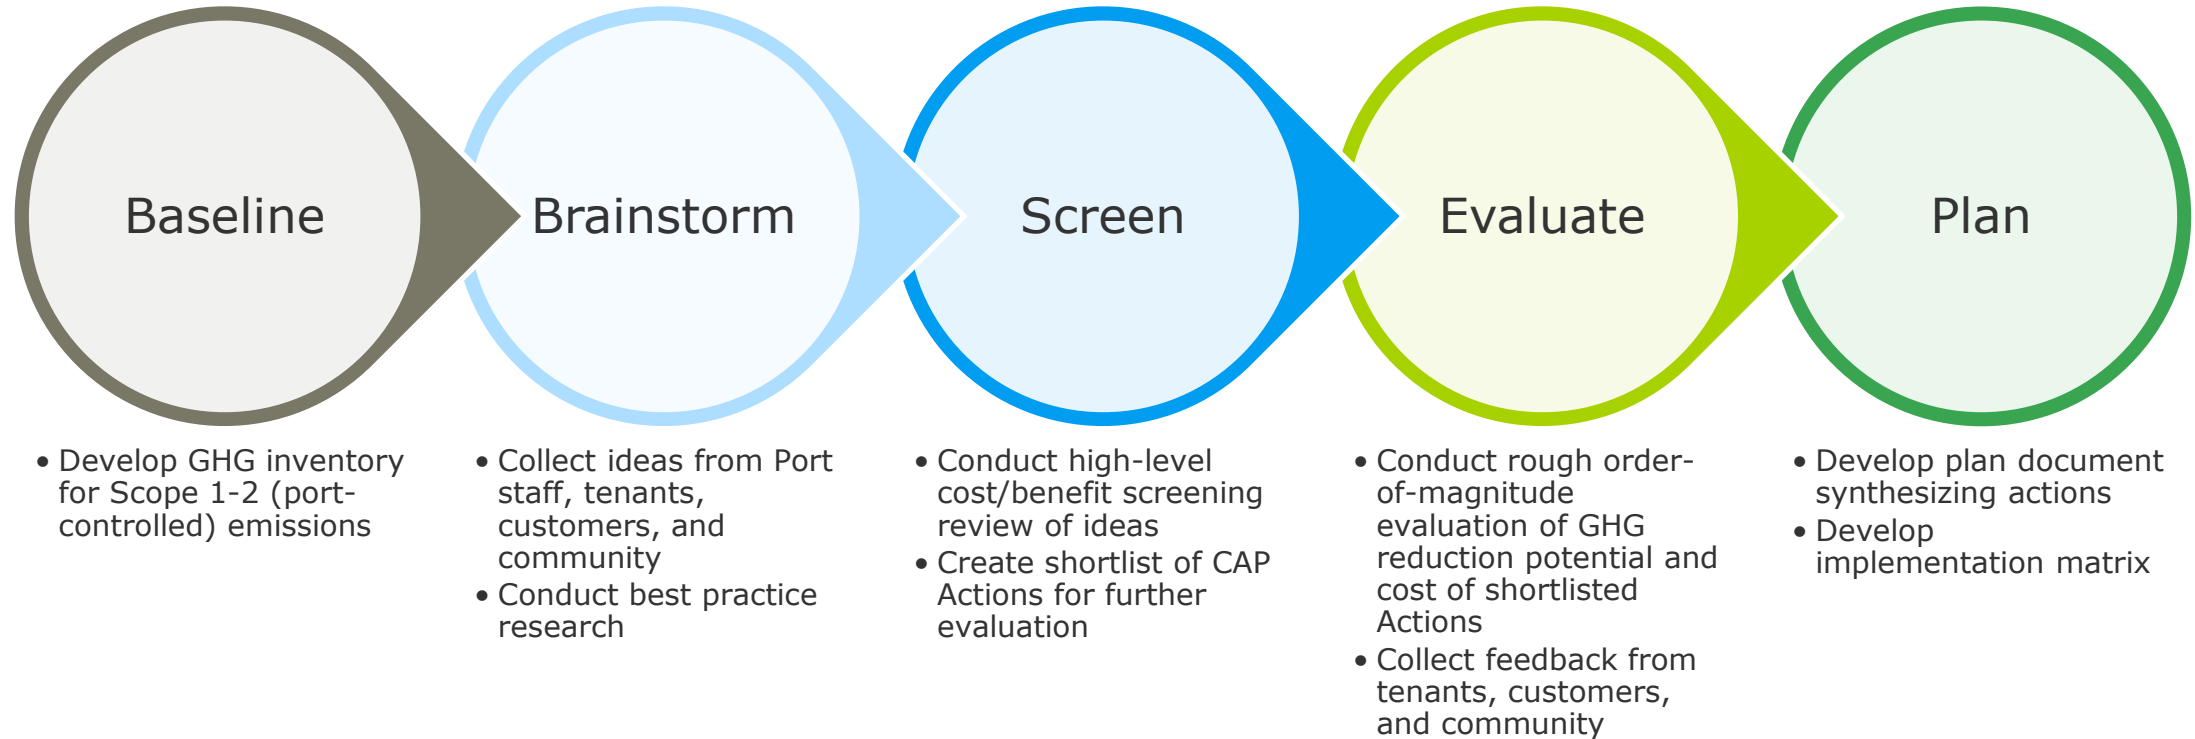 Baseline
Brainstorm
Screen
Evaluate
Plan
• Develop GHG inventory
for Scope 1-2 (port-
controlled) emissions
• Collect ideas from Port
staff, tenants,
customers, and
community
• Conduct best practice
research
• Conduct high-level
cost/benefit screening
review of ideas
• Create shortlist of CAP
Actions for further
evaluation
• Conduct rough order-
of-magnitude
evaluation of GHG
reduction potential and
cost of shortlisted
Actions
• Collect feedback from
tenants, customers,
and community
• Develop plan document
synthesizing actions
• Develop
implementation matrix